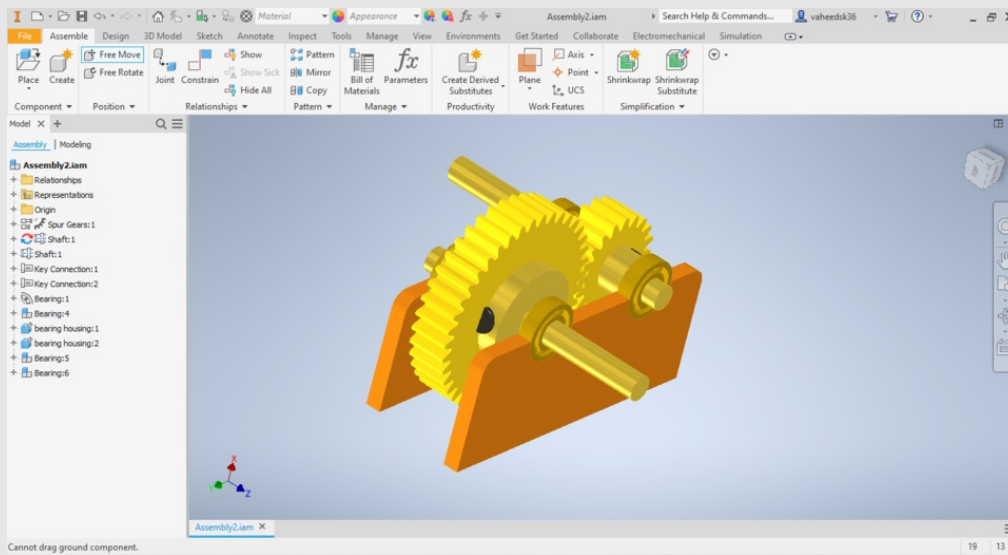 Material
Appearance
fx
Assembly2.iam
Search Help & Commands...
vaheedsk36
File Assemble Design 3D Model Sketch Annotate Inspect Tools Manage View Environments Get Started Collaborate Electromechanical Simulation
Place
Create
Free Move
Free Rotate
Joint Constrain
Show
Show Sick
Hide All
Pattern
Mirror
Copy
Bill of
Materials
fx
Parameters
Create Derived
Substitutes
Plane
Axis
Point
UCS
Shrinkwrap
Shrinkwrap
Substitute
Component Position Relationships Pattern Manage Productivity Work Features Simplification
Model
Assembly | Modeling
Assembly2.iam
Relationships
Representations
Origin
Spur Gears:1
Shaft:1
Shaft:1
Key Connection:1
Key Connection:2
Bearing:1
Bearing:4
bearing housing:1
bearing housing:2
Bearing:5
Bearing:6
X
Y
Z
Assembly2.iam
Cannot drag ground component.
19 13